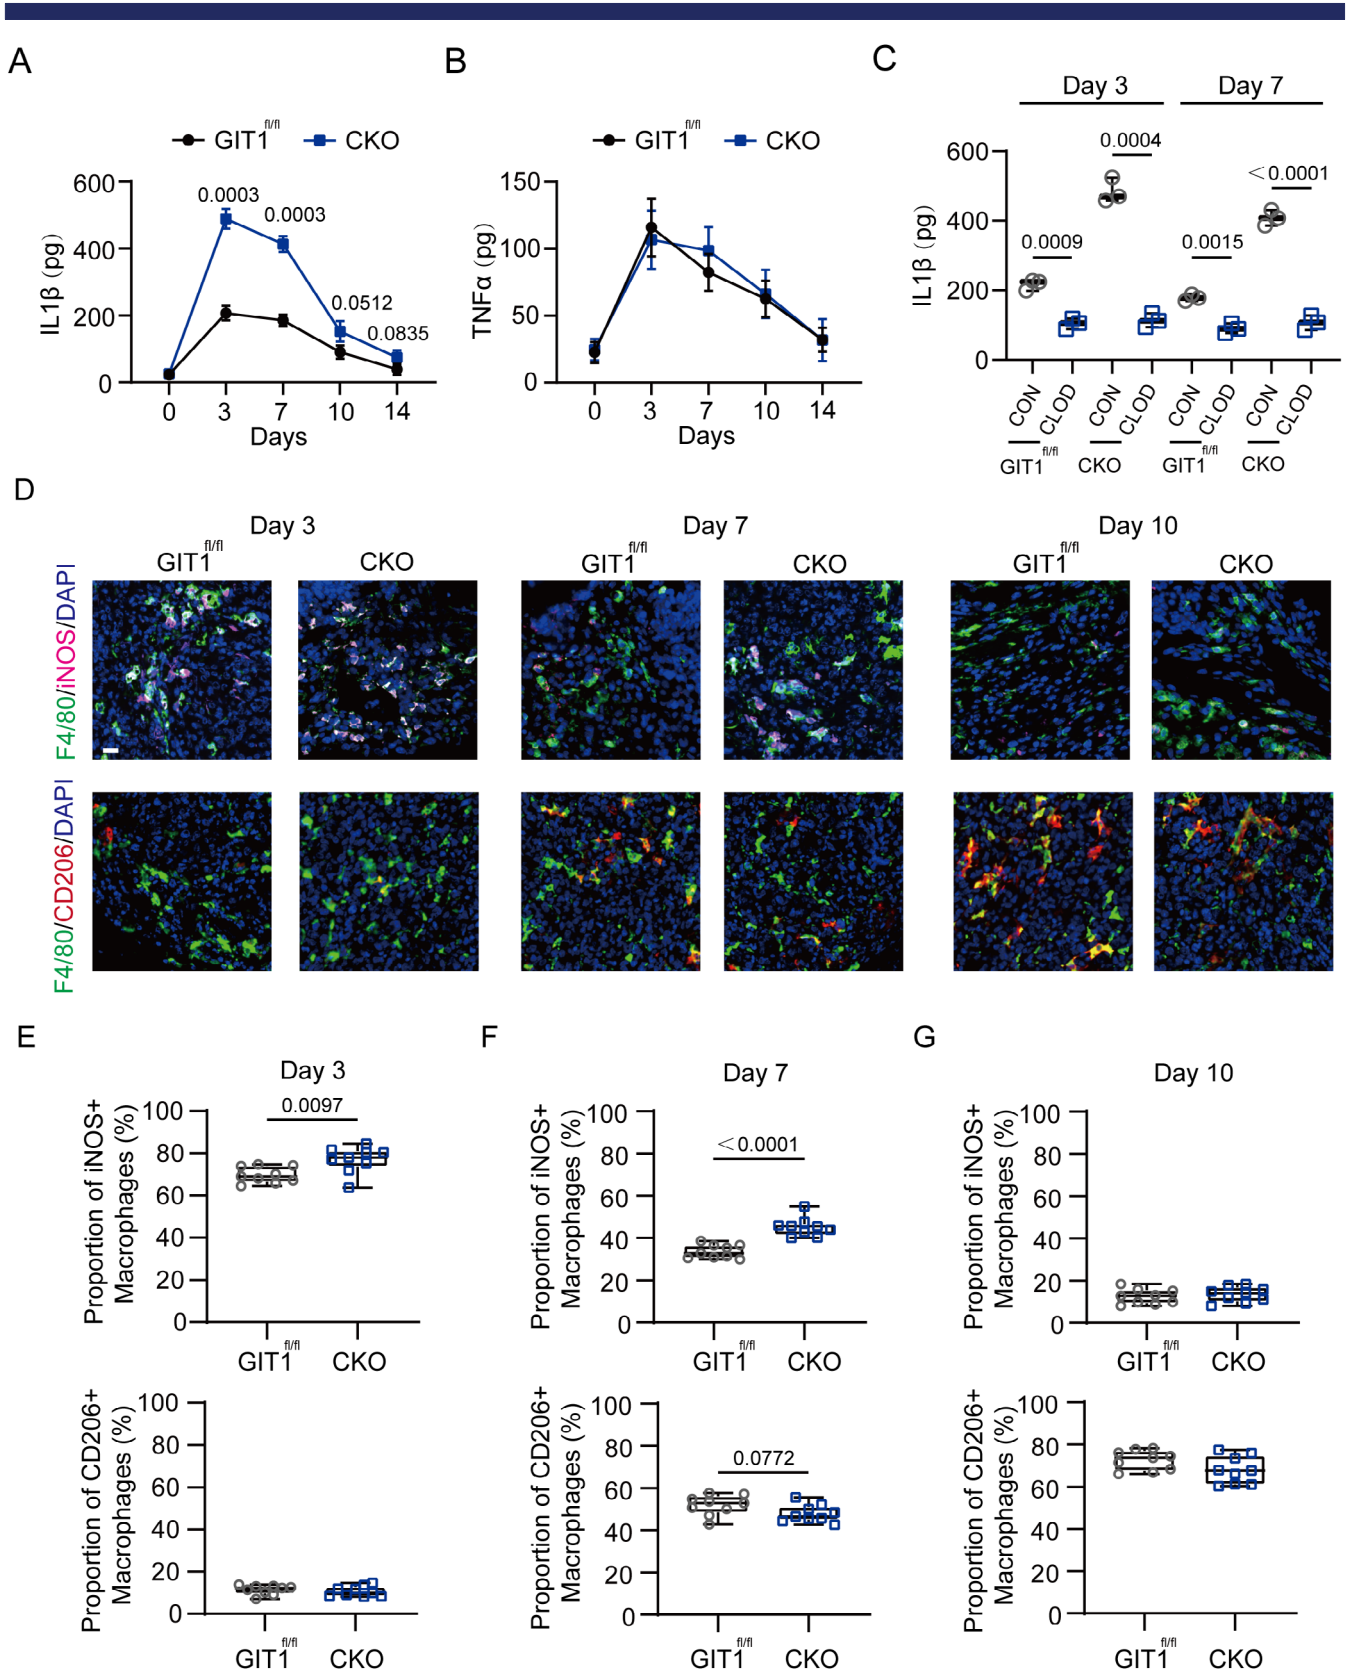 A
B
C
GIT1fl/fl CKO
600
400
200
0
IL1β (pg)
0.0003
0.0003
0.0512
0.0835
0 3 7 10 14
Days
GIT1fl/fl CKO
150
100
50
0
TNFα (pg)
0 3 7 10 14
Days
Day 3 Day 7
600
400
200
0
IL1β (pg)
0.0009
0.0004
0.0015
<0.0001
CON CLOD CON CLOD CON CLOD CON CLOD
GIT1fl/fl CKO GIT1fl/fl CKO
D
Day 3 Day 7 Day 10
GIT1fl/fl CKO GIT1fl/fl CKO GIT1fl/fl CKO
F4/80/iNOS/DAPI
F4/80/CD206/DAPI
E
Day 3
Proportion of iNOS+
Macrophages (%)
100
80
60
40
20
0
0.0097
GIT1fl/fl CKO
Proportion of CD206+
Macrophages (%)
100
80
60
40
20
0
GIT1fl/fl CKO
F
Day 7
Proportion of iNOS+
Macrophages (%)
100
80
60
40
20
0
<0.0001
GIT1fl/fl CKO
Proportion of CD206+
Macrophages (%)
100
80
60
40
20
0
0.0772
GIT1fl/fl CKO
G
Day 10
Proportion of iNOS+
Macrophages (%)
100
80
60
40
20
0
GIT1fl/fl CKO
Proportion of CD206+
Macrophages (%)
100
80
60
40
20
0
GIT1fl/fl CKO